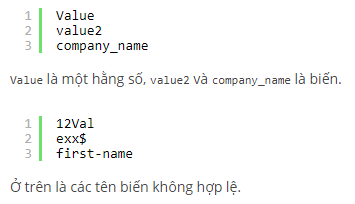 1 Value
2 value2
3 company_name
Value là một hằng số, value2 và company_name là biến.
1 12Val
2 exx$
3 first-name
Ở trên là các tên biến không hợp lệ.